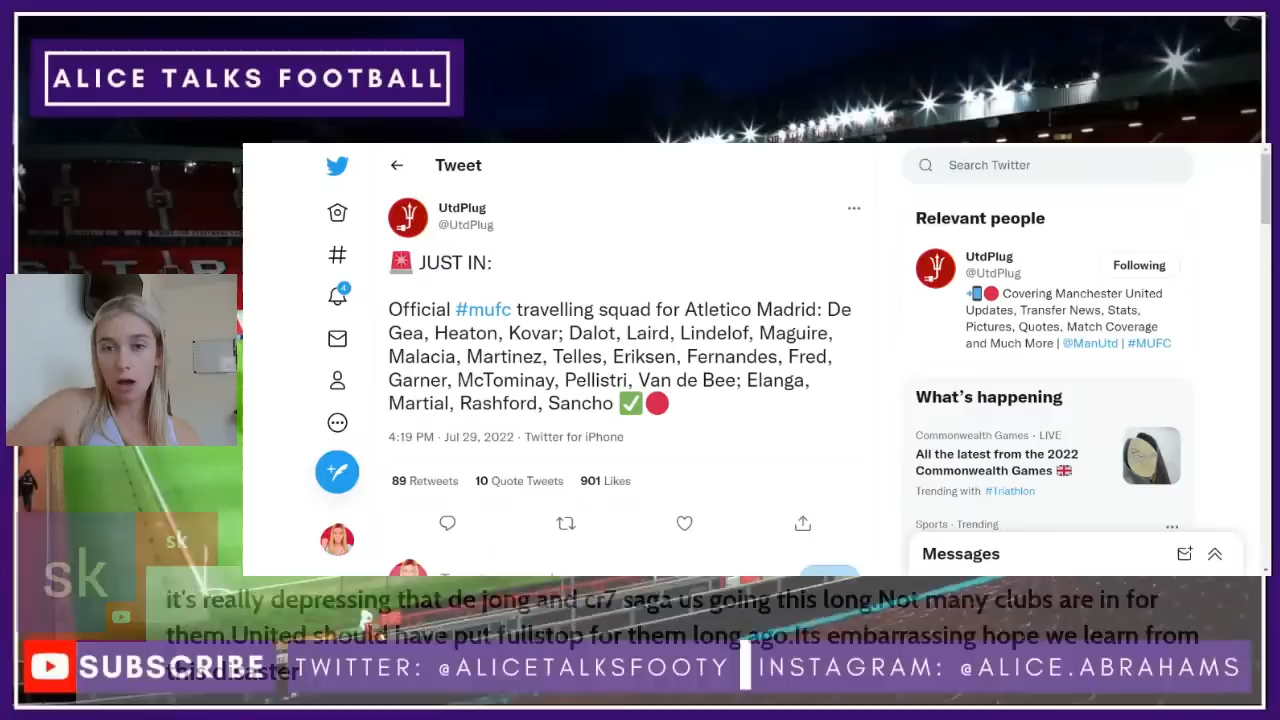 ALICE TALKS FOOTBALL
Tweet
Search Twitter
UtdPlug
@UtdPlug
JUST IN:
Official #mufc travelling squad for Atletico Madrid: De
Gea, Heaton, Kovar; Dalot, Laird, Lindelof, Maguire,
Malacia, Martinez, Telles, Eriksen, Fernandes, Fred,
Garner, McTominay, Pellistri, Van de Bee; Elanga,
Martial, Rashford, Sancho
4:19 PM · Jul 29, 2022 · Twitter for iPhone
89 Retweets 10 Quote Tweets 901 Likes
4
Relevant people
UtdPlug
@UtdPlug
Following
Covering Manchester United
Updates, Transfer News, Stats,
Pictures, Quotes, Match Coverage
and Much More | @ManUtd | #MUFC
What's happening
Commonwealth Games · LIVE
All the latest from the 2022
Commonwealth Games
Trending with #Triathlon
Sports · Trending
Messages
sk
sk
it's really depressing that de jong and cr7 saga us going this long.Not many clubs are in for
them.United should have put fullstop for them long ago.Its embarrassing hope we learn from
this disaster
SUBSCRIBE TWITTER: @ALICETALKSFOOTY INSTAGRAM: @ALICE.ABRAHAMS